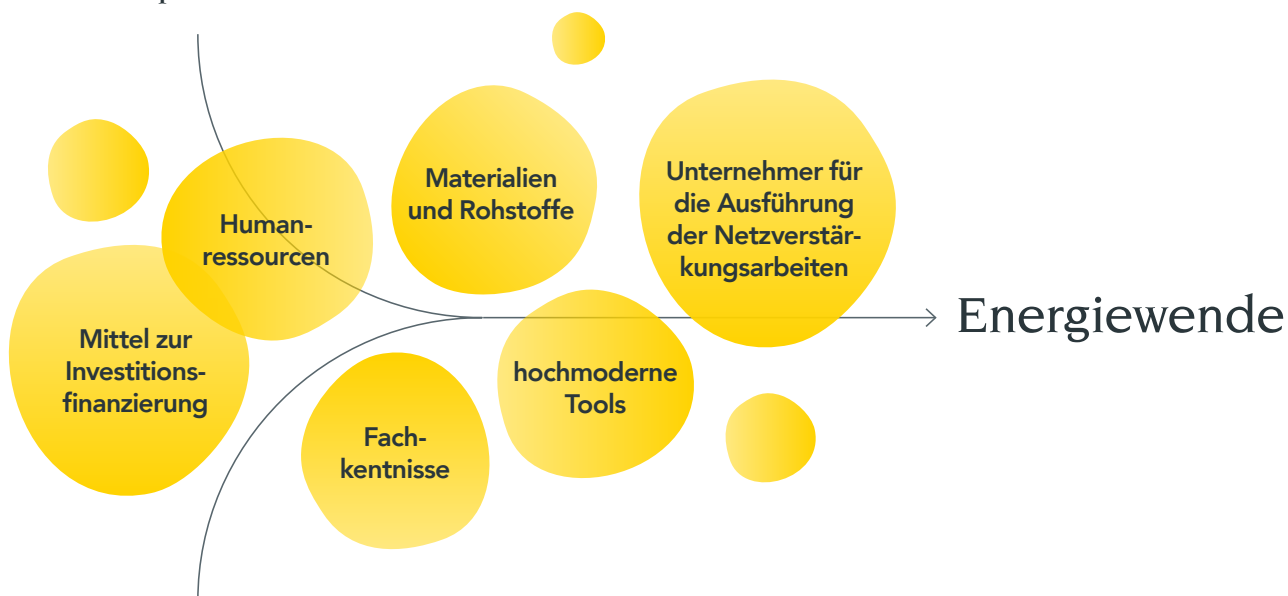 Human-
ressourcen
Materialien
und Rohstoffe
Unternehmer für
die Ausführung
der Netzverstär-
kungsarbeiten
Mittel zur
Investitions-
finanzierung
Fach-
kentnisse
hochmoderne
Tools
Energiewende